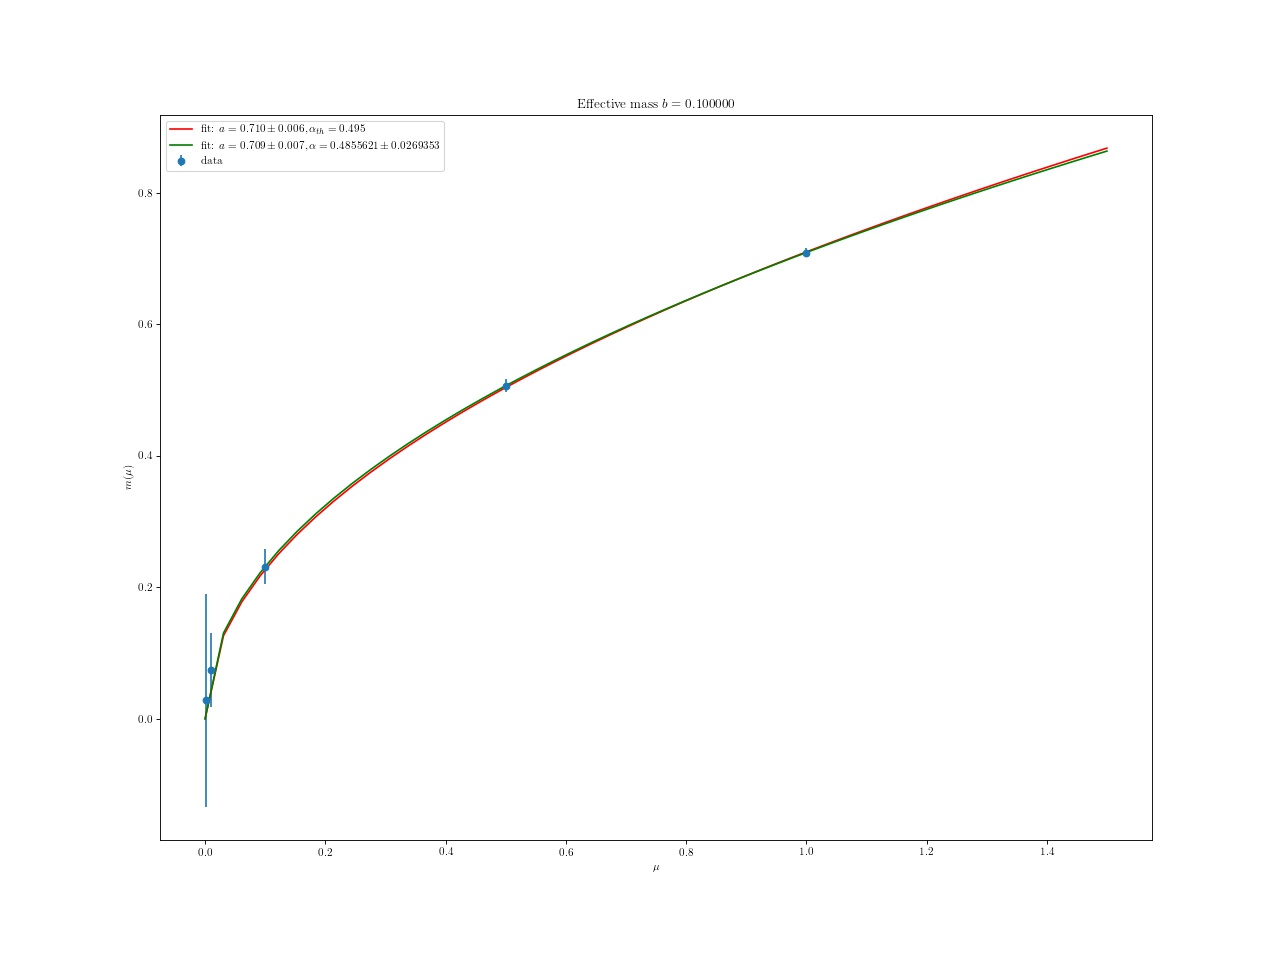 Effective mass b = 0.100000
fit: a = 0.710 ± 0.006, α_th = 0.495
fit: a = 0.709 ± 0.007, α = 0.4855621 ± 0.0269353
data
m(μ)
0.8
0.6
0.4
0.2
0.0
0.0 0.2 0.4 0.6 0.8 1.0 1.2 1.4
μ